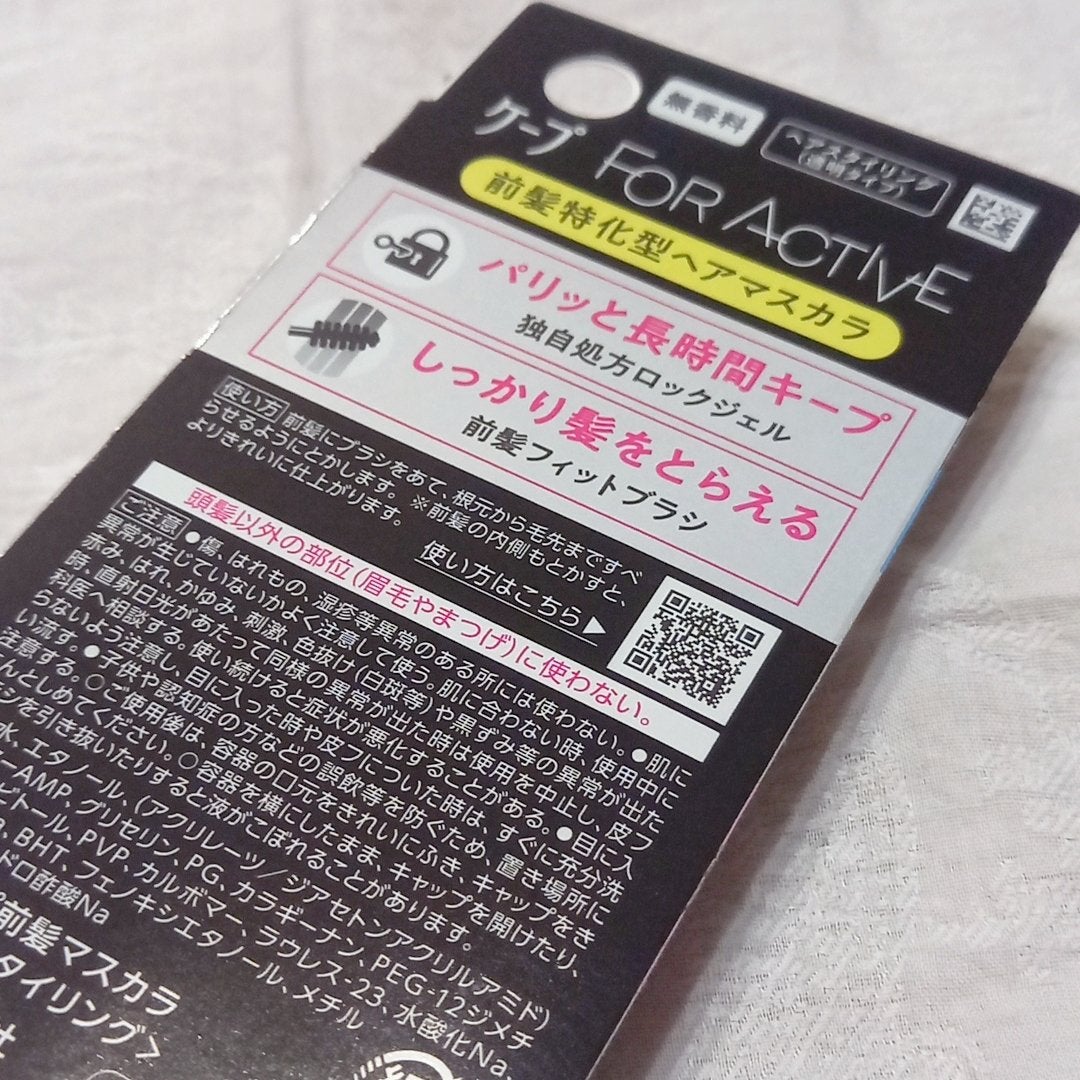 無香料
ヘアスタイリング
(透明タイプ)
ケープ FOR ACTIVE
前髪特化型ヘアマスカラ
パリッと長時間キープ
独自処方ロックジェル
しっかり髪をとらえる
前髪フィットブラシ
使い方 前髪にブラシをあて、根元から毛先まですべ
らせるようにとかします。※前髪の内側もとかすと、
よりきれいに仕上がります。
使い方はこちら▶
頭髪以外の部位(眉毛やまつげ)に使わない。
ご注意 ●傷、はれもの、湿疹等異常のある所には使わない。●肌に
異常が生じていないかよく注意して使う。肌に合わない時、使用中に
赤み、はれ、かゆみ、刺激、色抜け(白斑等)や黒ずみ等の異常が出た
時、直射日光があたって同様の異常が出た時は使用を中止し、皮フ
科医へ相談する。使い続けると症状が悪化することがある。●目に入
らないよう注意し、目に入った時や皮フについた時は、すぐに充分洗
い流す。●子供や認知症の方などの誤飲等を防ぐため、置き場所に
注意する。○ご使用後は、容器の口元をきれいにふき、キャップをき
んとしめてください。○容器を横にしたまま、キャップを開けたり、
シを引き抜いたりすると液がこぼれることがあります。
水、エタノール、(アクリレーツ/ジアセトンアクリルアミド)
AMP、グリセリン、PG、カラギーナン、PEG-12ジメチ
ビトール、PVP、カルボマー、ラウレス-23、水酸化Na、
BHT、フェノキシエタノール、メチル
ドロ酢酸Na
前髪マスカラ
タイリング>
社